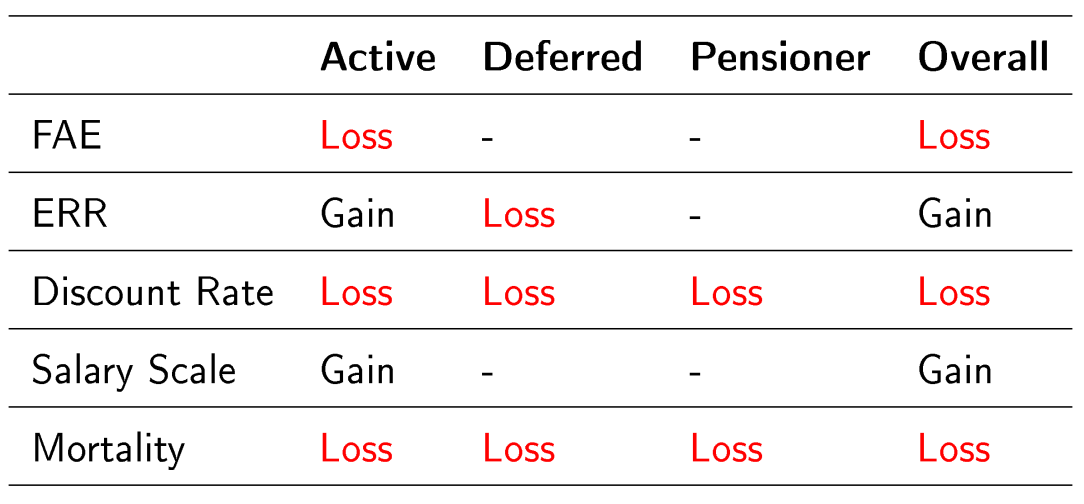 Active Deferred Pensioner Overall
FAE Loss - - Loss
ERR Gain Loss - Gain
Discount Rate Loss Loss Loss Loss
Salary Scale Gain - - Gain
Mortality Loss Loss Loss Loss